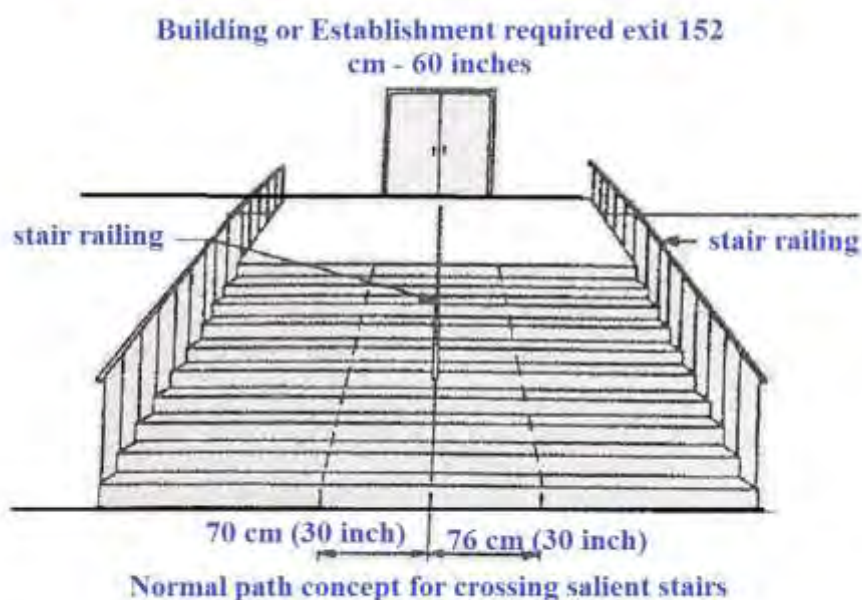 Building or Establishment required exit 152
cm - 60 inches
stair railing
stair railing
70 cm (30 inch)
76 cm (30 inch)
Normal path concept for crossing salient stairs